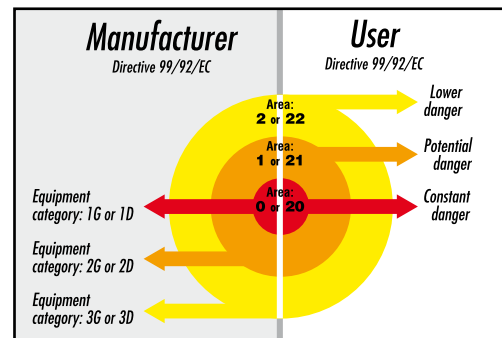 Manufacturer
Directive 99/92/EC
User
Directive 99/92/EC
Area:
2 or 22
Lower
danger
Area:
1 or 21
Potential
danger
Area:
0 or 20
Constant
danger
Equipment
category: 1G or 1D
Equipment
category: 2G or 2D
Equipment
category: 3G or 3D